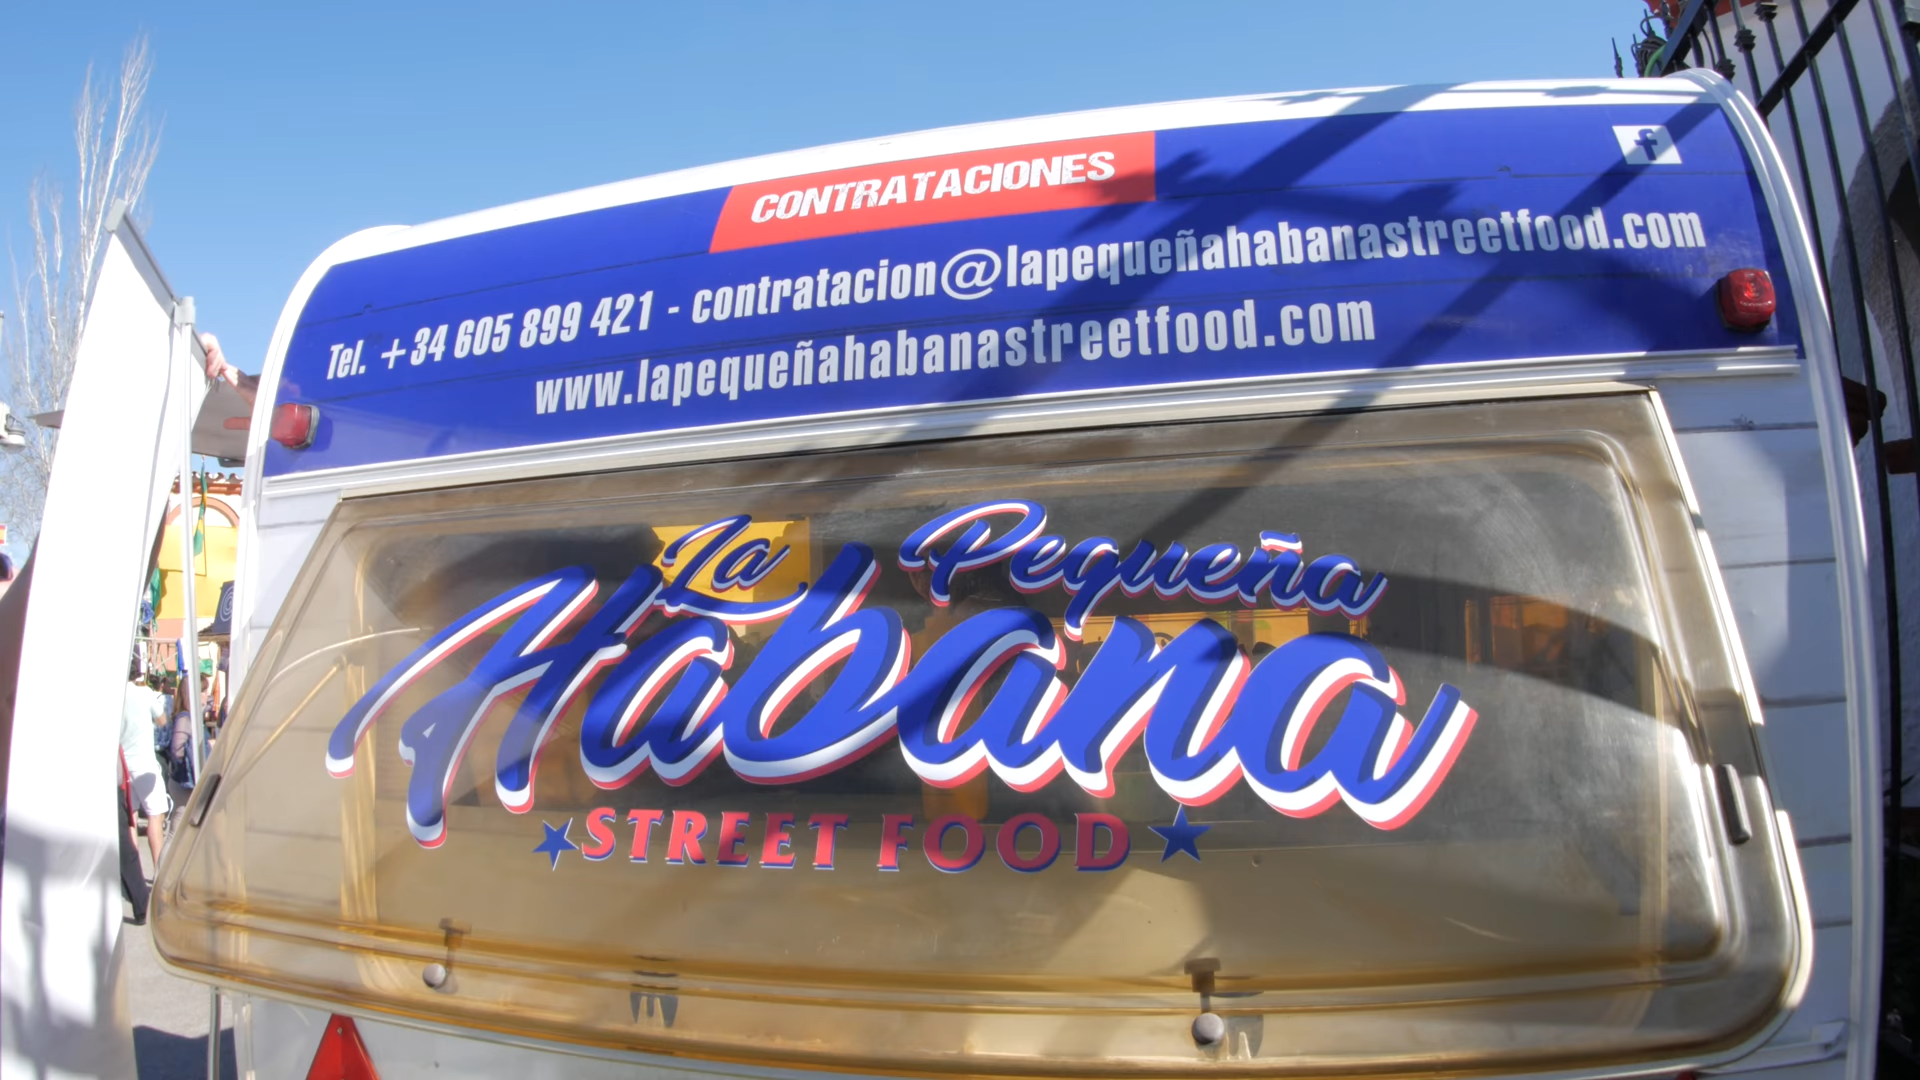 CONTRATACIONES
Tel. +34 605 899 421 - contratacion@lapequeñahabanastreetfood.com
www.lapequeñahabanastreetfood.com
La Pequeña
Habana
STREET FOOD